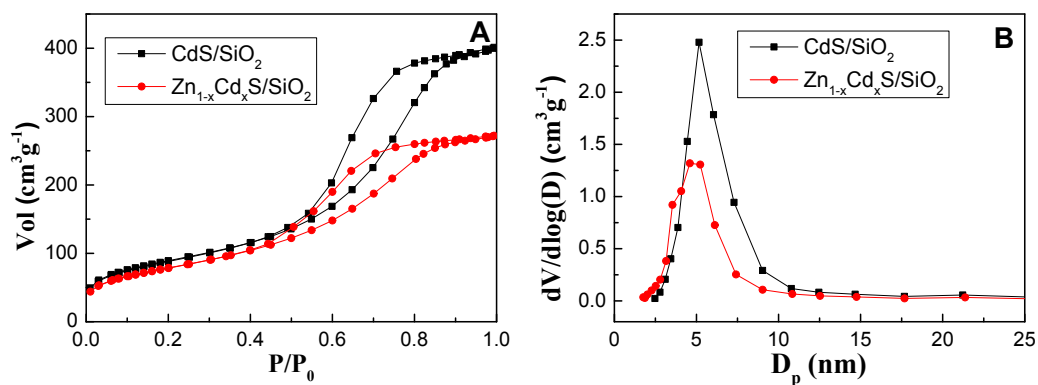 A
CdS/SiO₂
Zn₁₋ₓCdₓS/SiO₂
Vol (cm³g⁻¹)
400
300
200
100
0
0.0 0.2 0.4 0.6 0.8 1.0
P/P₀
B
CdS/SiO₂
Zn₁₋ₓCdₓS/SiO₂
dV/dlog(D) (cm³g⁻¹)
2.5
2.0
1.5
1.0
0.5
0.0
0 5 10 15 20 25
Dₚ (nm)